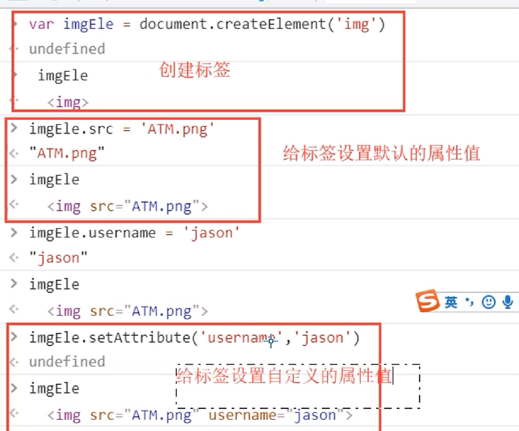 > var imgEle = document.createElement('img')
undefined
> imgEle
创建标签
<img>
> imgEle.src = 'ATM.png'
"ATM.png"
给标签设置默认的属性值
> imgEle
<img src="ATM.png">
> imgEle.username = 'jason'
"jason"
> imgEle
<img src="ATM.png">
英
> imgEle.setAttribute('username','jason')
undefined
给标签设置自定义的属性值
> imgEle
<img src="ATM.png" username="jason">